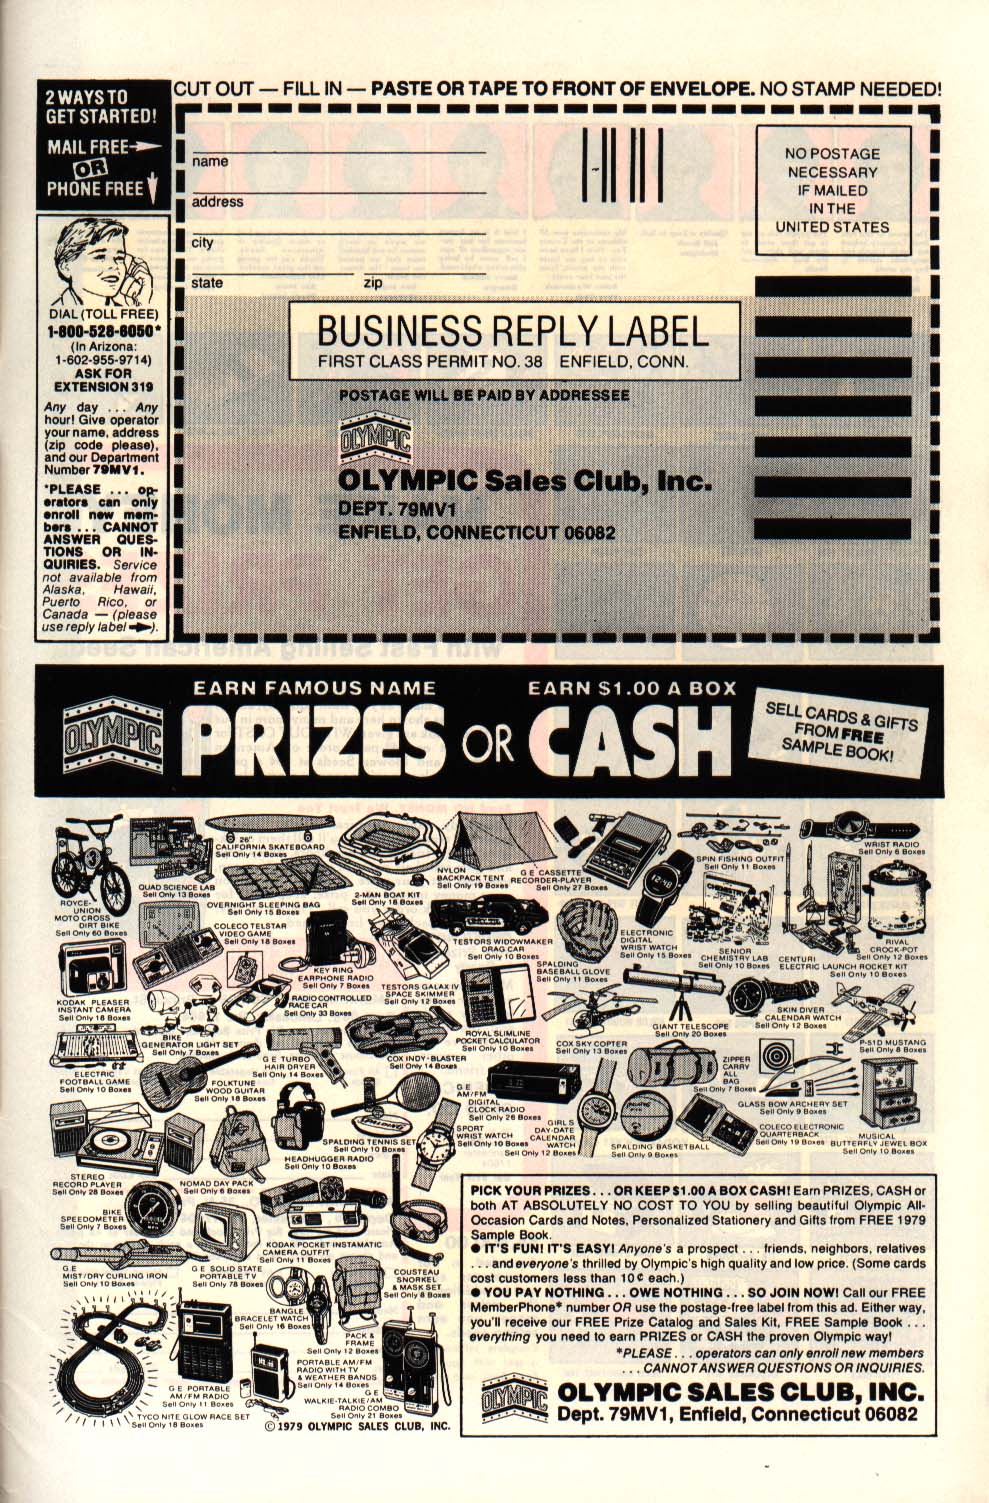 2 WAYS TO
GET STARTED!
MAIL FREE
OR
PHONE FREE
DIAL (TOLL FREE)
1-800-528-6050*
(In Arizona:
1-602-955-9714)
ASK FOR
EXTENSION 319
Any day ... Any
hour! Give operator
your name, address
(zip code please),
and our Department
Number 79MV1.
*PLEASE ... op-
erators can only
enroll new mem-
bers ... CANNOT
ANSWER QUES-
TIONS OR IN-
QUIRIES. Service
not available from
Alaska, Hawaii,
Puerto Rico, or
Canada — (please
use reply label ).
CUT OUT — FILL IN — PASTE OR TAPE TO FRONT OF ENVELOPE. NO STAMP NEEDED!
name
address
city
state zip
NO POSTAGE
NECESSARY
IF MAILED
IN THE
UNITED STATES
BUSINESS REPLY LABEL
FIRST CLASS PERMIT NO. 38 ENFIELD, CONN.
POSTAGE WILL BE PAID BY ADDRESSEE
OLYMPIC
OLYMPIC Sales Club, Inc.
DEPT. 79MV1
ENFIELD, CONNECTICUT 06082
OLYMPIC
EARN FAMOUS NAME EARN $1.00 A BOX
PRIZES OR CASH
SELL CARDS & GIFTS
FROM FREE
SAMPLE BOOK!
ROYCE-
UNION
MOTO CROSS
DIRT BIKE
Sell Only 60 Boxes
QUAD SCIENCE LAB
Sell Only 13 Boxes
26"
CALIFORNIA SKATEBOARD
Sell Only 14 Boxes
OVERNIGHT SLEEPING BAG
Sell Only 15 Boxes
2-MAN BOAT KIT
Sell Only 18 Boxes
NYLON
BACKPACK TENT
Sell Only 19 Boxes
G E CASSETTE
RECORDER-PLAYER
Sell Only 27 Boxes
SPIN FISHING OUTFIT
Sell Only 11 Boxes
WRIST RADIO
Sell Only 6 Boxes
COLECO TELSTAR
VIDEO GAME
Sell Only 18 Boxes
KEY RING
EARPHONE RADIO
Sell Only 7 Boxes
TESTORS WIDOWMAKER
DRAG CAR
Sell Only 10 Boxes
ELECTRONIC
DIGITAL
WRIST WATCH
Sell Only 15 Boxes
CHEMISTRY
SENIOR
CHEMISTRY LAB
Sell Only 10 Boxes
CENTURI
ELECTRIC LAUNCH ROCKET KIT
Sell Only 10 Boxes
RIVAL
CROCK-POT
Sell Only 12 Boxes
KODAK PLEASER
INSTANT CAMERA
Sell Only 18 Boxes
RADIO CONTROLLED
RACE CAR
Sell Only 33 Boxes
TESTORS GALAX IV
SPACE SKIMMER
Sell Only 12 Boxes
SPALDING
BASEBALL GLOVE
Sell Only 11 Boxes
GIANT TELESCOPE
Sell Only 20 Boxes
SKIN DIVER
CALENDAR WATCH
Sell Only 12 Boxes
P-51D MUSTANG
Sell Only 8 Boxes
BIKE
GENERATOR LIGHT SET
Sell Only 7 Boxes
G E TURBO
HAIR DRYER
Sell Only 14 Boxes
COX INDY-BLASTER
Sell Only 14 Boxes
ROYAL SLIMLINE
POCKET CALCULATOR
Sell Only 10 Boxes
COX SKY COPTER
Sell Only 13 Boxes
ZIPPER
CARRY
ALL
BAG
Sell Only 7 Boxes
GLASS BOW ARCHERY SET
Sell Only 9 Boxes
ELECTRIC
FOOTBALL GAME
Sell Only 10 Boxes
FOLKTUNE
WOOD GUITAR
Sell Only 18 Boxes
G E
AM/FM
DIGITAL
CLOCK RADIO
Sell Only 26 Boxes
SPALDING TENNIS SET
Sell Only 10 Boxes
SPORT
WRIST WATCH
Sell Only 10 Boxes
GIRL'S
DAY-DATE
CALENDAR
WATCH
Sell Only 12 Boxes
SPALDING BASKETBALL
Sell Only 9 Boxes
COLECO ELECTRONIC
QUARTERBACK
Sell Only 19 Boxes
MUSICAL
BUTTERFLY JEWEL BOX
Sell Only 10 Boxes
STEREO
RECORD PLAYER
Sell Only 28 Boxes
NOMAD DAY PACK
Sell Only 6 Boxes
HEADHUGGER RADIO
Sell Only 10 Boxes
BIKE
SPEEDOMETER
Sell Only 7 Boxes
KODAK POCKET INSTAMATIC
CAMERA OUTFIT
Sell Only 11 Boxes
G E
MIST/DRY CURLING IRON
Sell Only 10 Boxes
G E SOLID STATE
PORTABLE TV
Sell Only 78 Boxes
COUSTEAU
SNORKEL
& MASK SET
Sell Only 8 Boxes
BANGLE
BRACELET WATCH
Sell Only 16 Boxes
PACK &
FRAME
Sell Only 12 Boxes
PORTABLE AM/FM
RADIO WITH TV
& WEATHER BANDS
Sell Only 14 Boxes
G E PORTABLE
AM/FM RADIO
Sell Only 11 Boxes
G E
WALKIE-TALKIE/AM
RADIO COMBO
Sell Only 21 Boxes
TYCO NITE GLOW RACE SET
Sell Only 18 Boxes
©1979 OLYMPIC SALES CLUB, INC.
PICK YOUR PRIZES ... OR KEEP $1.00 A BOX CASH! Earn PRIZES, CASH or
both AT ABSOLUTELY NO COST TO YOU by selling beautiful Olympic All-
Occasion Cards and Notes, Personalized Stationery and Gifts from FREE 1979
Sample Book.
● IT'S FUN! IT'S EASY! Anyone's a prospect ... friends, neighbors, relatives
... and everyone's thrilled by Olympic's high quality and low price. (Some cards
cost customers less than 10¢ each.)
● YOU PAY NOTHING ... OWE NOTHING ... SO JOIN NOW! Call our FREE
MemberPhone* number OR use the postage-free label from this ad. Either way,
you'll receive our FREE Prize Catalog and Sales Kit, FREE Sample Book ...
everything you need to earn PRIZES or CASH the proven Olympic way!
*PLEASE ... operators can only enroll new members
... CANNOT ANSWER QUESTIONS OR INQUIRIES.
OLYMPIC
OLYMPIC SALES CLUB, INC.
Dept. 79MV1, Enfield, Connecticut 06082